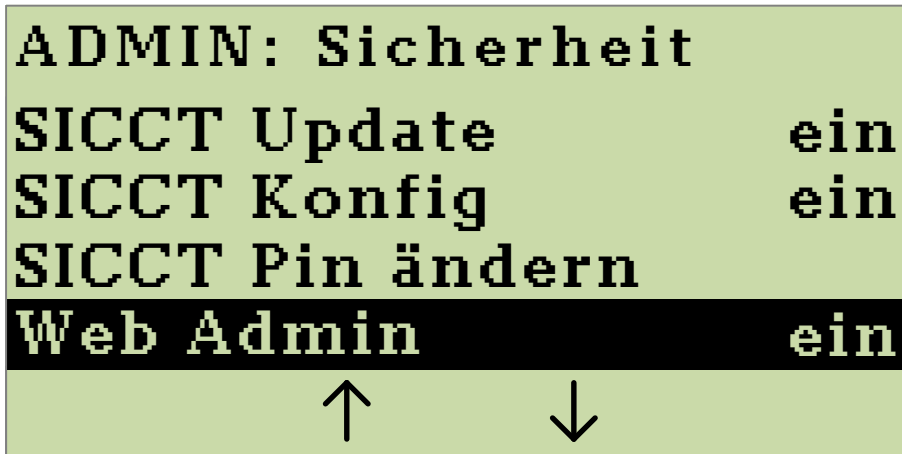 ADMIN: Sicherheit
SICCT Update ein
SICCT Konfig ein
SICCT Pin ändern
Web Admin ein
↑ ↓